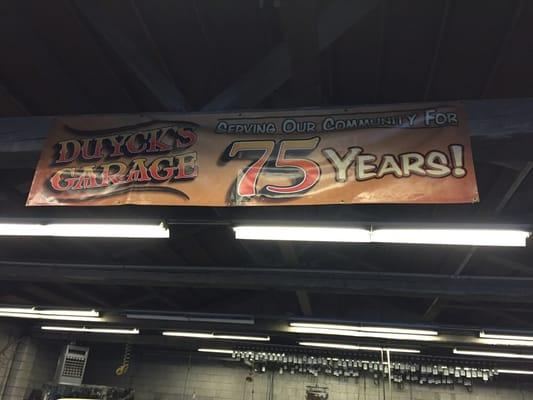 DUYCK'S
GARAGE
SERVING OUR COMMUNITY FOR
75 YEARS!